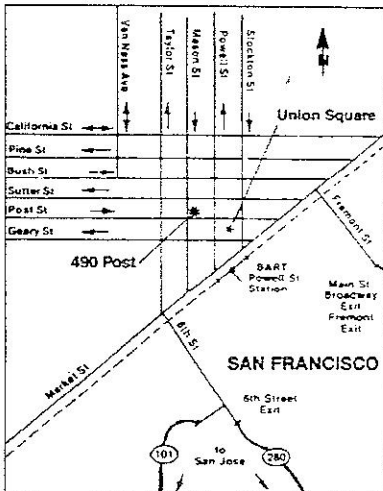 Van Ness Ave
Taylor St
Mason St
Powell St
Stockton St
N
Union Square
California St
Pine St
Bush St
Sutter St
Post St
Geary St
490 Post
Fremont St
BART
Powell St
Station
Main St
Broadway
Exit
Fremont
Exit
Market St
6th St
SAN FRANCISCO
6th Street
Exit
101
280
to
San Jose